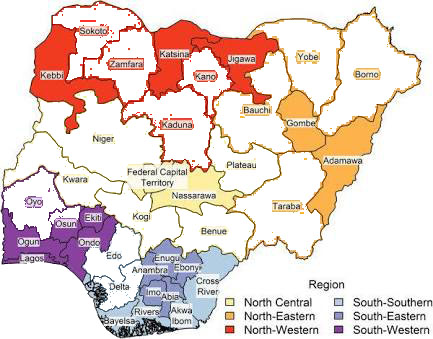 Sokoto
Katsina
Zamfara
Kano
Jigawa
Yobe
Borno
Kebbi
Bauchi
Gombe
Kaduna
Niger
Adamawa
Plateau
Federal Capital
Territory
Kwara
Nassarawa
Oyo
Taraba
Kogi
Ekiti
Osun
Benue
Ogun
Ondo
Edo
Enugu
Lagos
Ebony
Anambra
Delta
Cross
River
Imo
Abia
Rivers
Akwa
Ibom
Bayelsa
Region
North Central
North-Eastern
North-Western
South-Southern
South-Eastern
South-Western